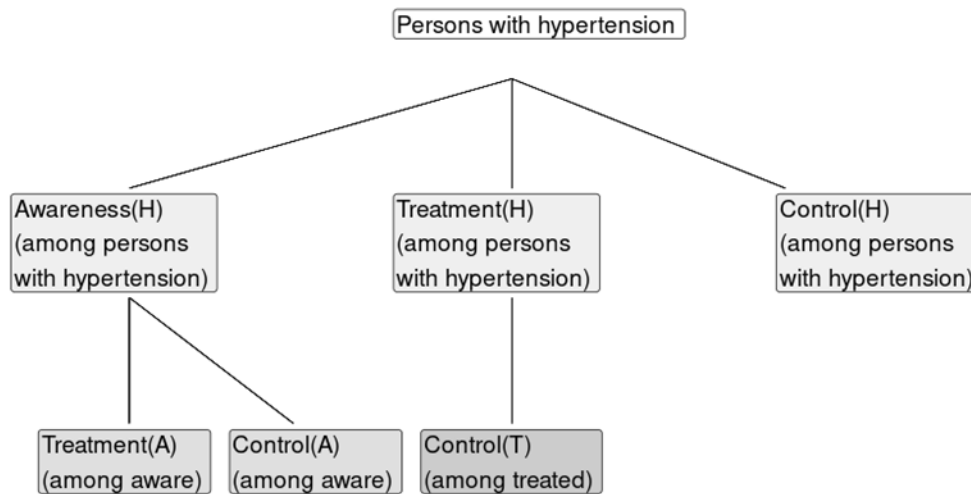 Persons with hypertension
Awareness(H)
(among persons
with hypertension)
Treatment(H)
(among persons
with hypertension)
Control(H)
(among persons
with hypertension)
Treatment(A)
(among aware)
Control(A)
(among aware)
Control(T)
(among treated)